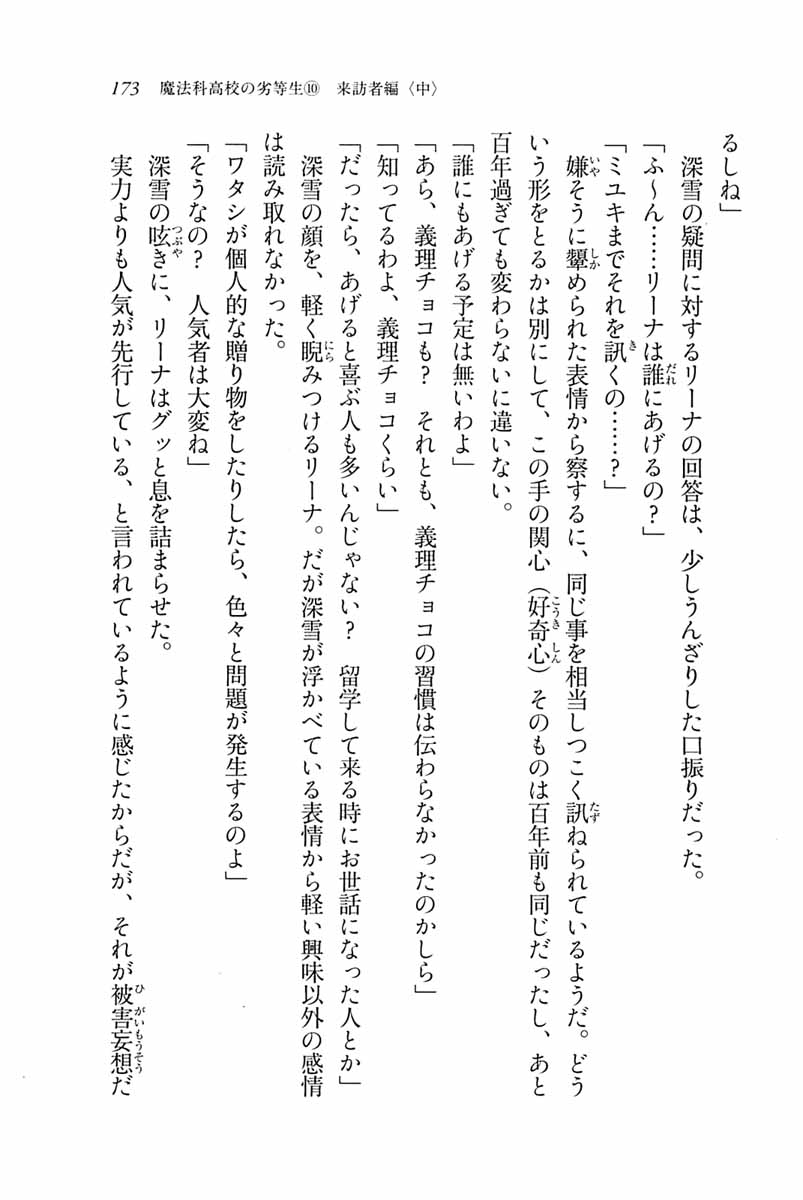 173　魔法科高校の劣等生⑩　来訪者編〈中〉
るしね」
　深雪の疑問に対するリーナの回答は、少しうんざりした口振りだった。
「ふ～ん……リーナは誰にあげるの？」
「ミユキまでそれを訊くの……？」
　嫌そうに顰められた表情から察するに、同じ事を相当しつこく訊ねられているようだ。どう
いう形をとるかは別にして、この手の関心（好奇心）そのものは百年前も同じだったし、あと
百年過ぎても変わらないに違いない。
「誰にもあげる予定は無いわよ」
「あら、義理チョコも？　それとも、義理チョコの習慣は伝わらなかったのかしら」
「知ってるわよ、義理チョコくらい」
「だったら、あげると喜ぶ人も多いんじゃない？　留学して来る時にお世話になった人とか」
　深雪の顔を、軽く睨みつけるリーナ。だが深雪が浮かべている表情から軽い興味以外の感情
は読み取れなかった。
「ワタシが個人的な贈り物をしたりしたら、色々と問題が発生するのよ」
「そうなの？　人気者は大変ね」
　深雪の呟きに、リーナはグッと息を詰まらせた。
　実力よりも人気が先行している、と言われているように感じたからだが、それが被害妄想だ